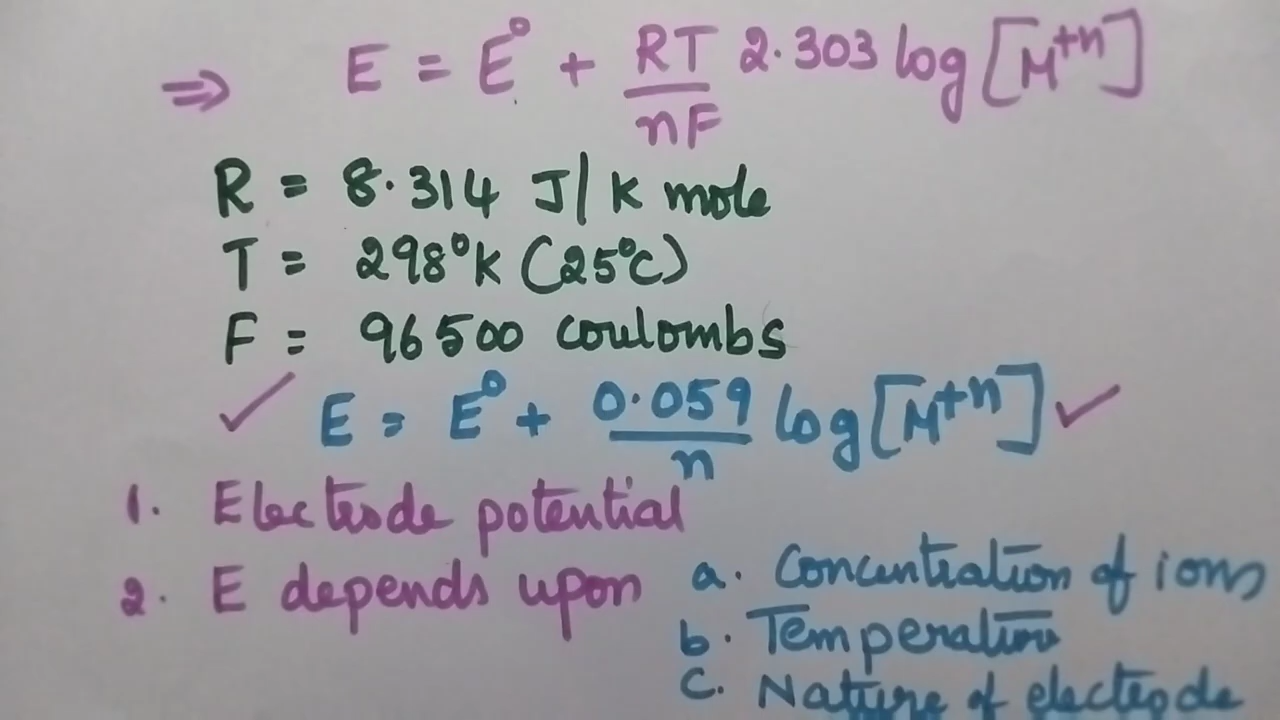 ⇒ E = E° + RT/nF 2.303 log [M⁺ⁿ]
R = 8.314 J/K mole
T = 298°K (25°C)
F = 96500 coulombs
✓ E = E° + 0.059/n log [M⁺ⁿ] ✓
1. Electrode potential
2. E depends upon a. Concentration of ions
b. Temperature
C. Nature of electrode